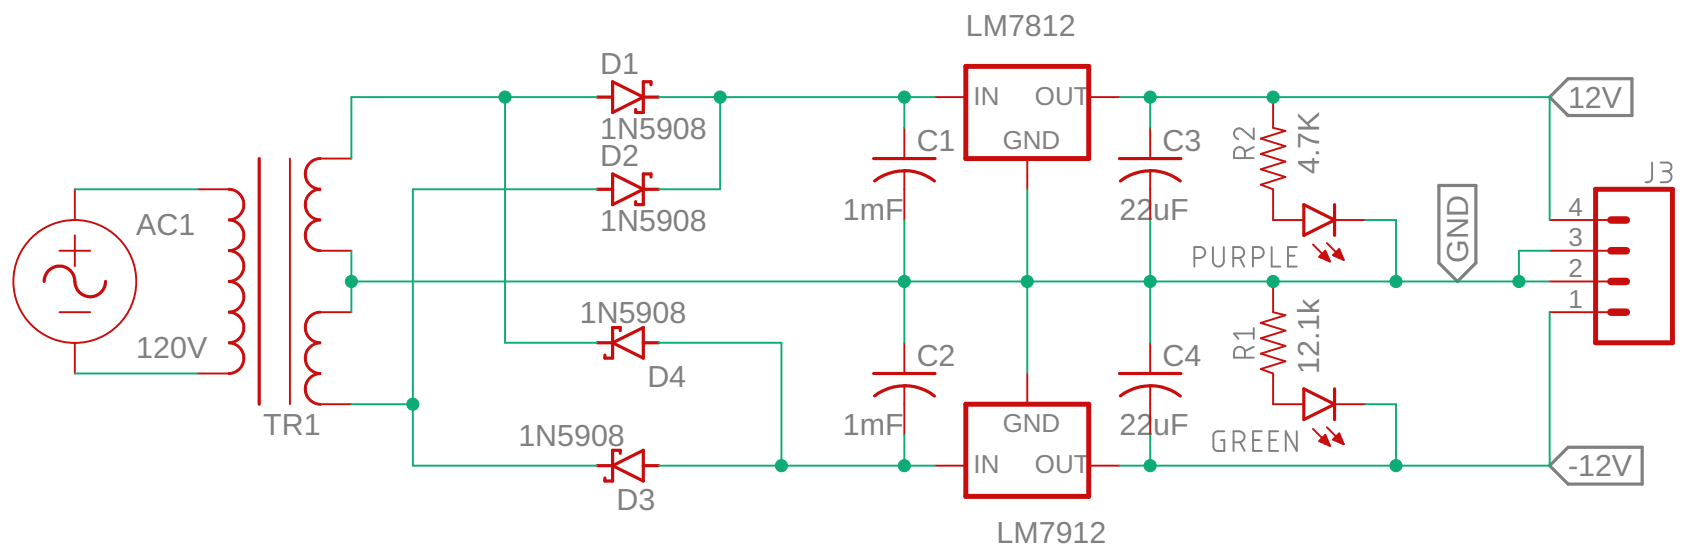 LM7812
D1
1N5908
D2
1N5908
IN
OUT
GND
12V
C1
1mF
C3
22uF
R2
4.7K
PURPLE
GND
J3
4
3
2
1
AC1
120V
TR1
1N5908
D4
1N5908
D3
C2
1mF
GND
IN
OUT
LM7912
C4
22uF
R1
12.1k
GREEN
-12V